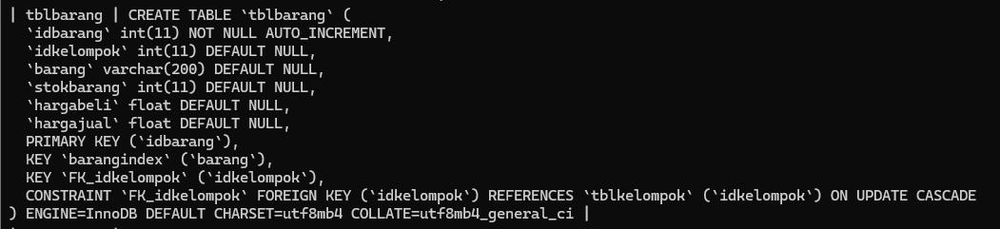 | tblbarang | CREATE TABLE `tblbarang` (
  `idbarang` int(11) NOT NULL AUTO_INCREMENT,
  `idkelompok` int(11) DEFAULT NULL,
  `barang` varchar(200) DEFAULT NULL,
  `stokbarang` int(11) DEFAULT NULL,
  `hargabeli` float DEFAULT NULL,
  `hargajual` float DEFAULT NULL,
  PRIMARY KEY (`idbarang`),
  KEY `barangindex` (`barang`),
  KEY `FK_idkelompok` (`idkelompok`),
  CONSTRAINT `FK_idkelompok` FOREIGN KEY (`idkelompok`) REFERENCES `tblkelompok` (`idkelompok`) ON UPDATE CASCADE
) ENGINE=InnoDB DEFAULT CHARSET=utf8mb4 COLLATE=utf8mb4_general_ci |